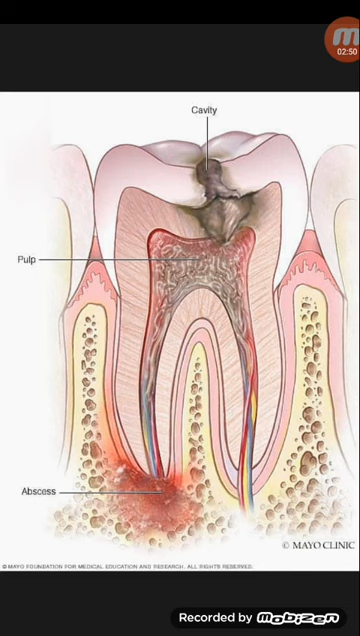 02:50
Cavity
Pulp
Abscess
© MAYO CLINIC
© MAYO FOUNDATION FOR MEDICAL EDUCATION AND RESEARCH. ALL RIGHTS RESERVED.
Recorded by Mobizen